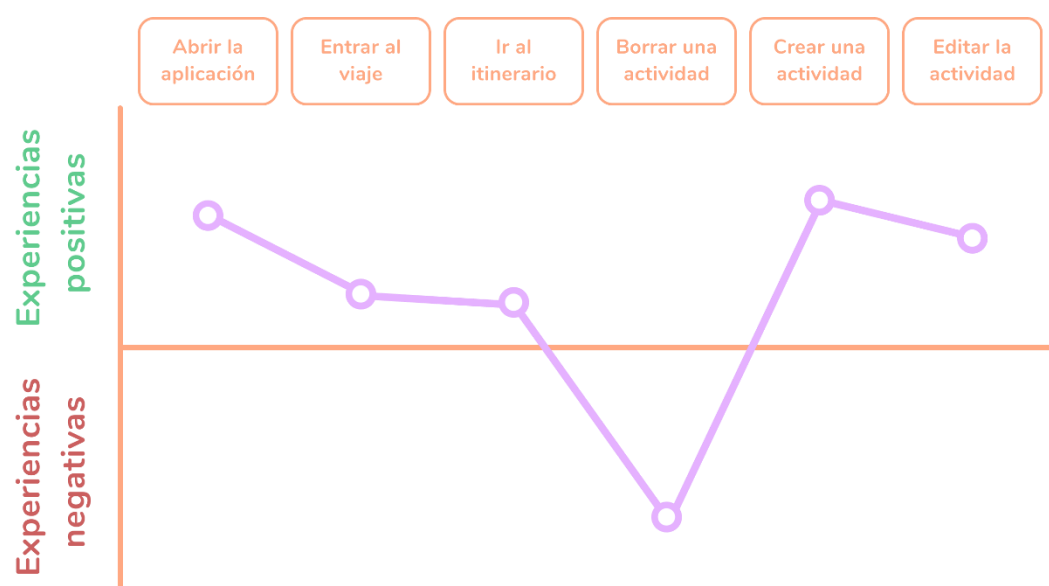 Abrir la
aplicación
Entrar al
viaje
Ir al
itinerario
Borrar una
actividad
Crear una
actividad
Editar la
actividad
Experiencias
positivas
Experiencias
negativas